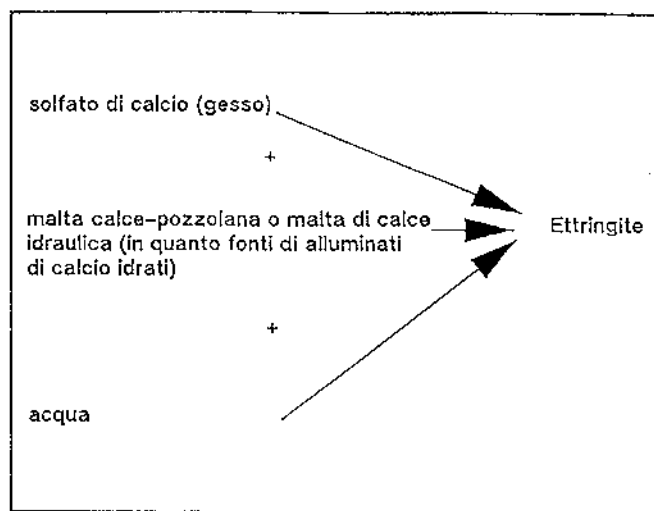 solfato di calcio (gesso)
+
malta calce-pozzolana o malta di calce
idraulica (in quanto fonti di alluminati
di calcio idrati)
Ettringite
+
acqua